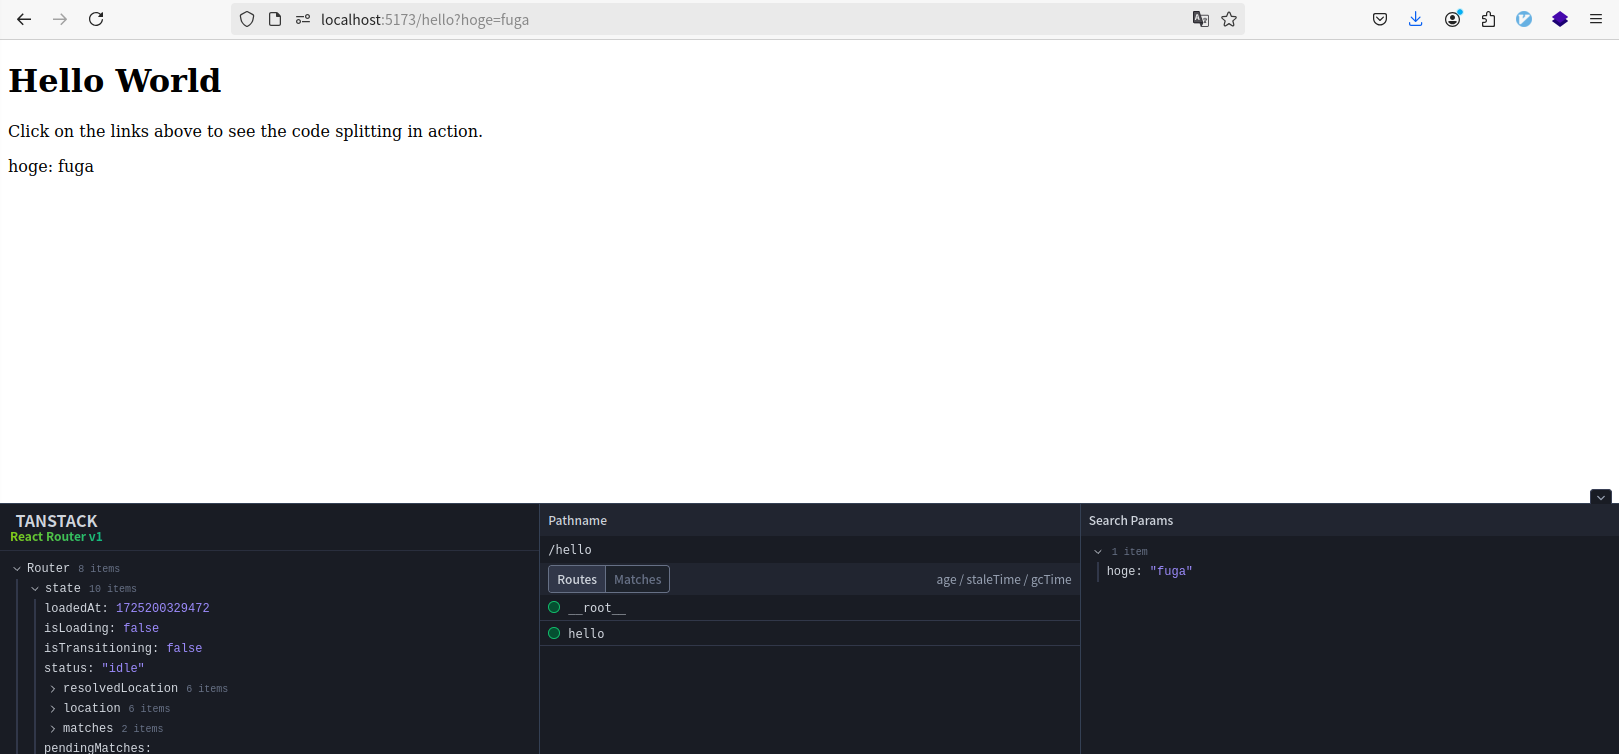 localhost:5173/hello?hoge=fuga
Hello World
Click on the links above to see the code splitting in action.
hoge: fuga
TANSTACK
React Router v1
Router 8 items
state 10 items
loadedAt: 1725200329472
isLoading: false
isTransitioning: false
status: "idle"
resolvedLocation 6 items
location 6 items
matches 2 items
pendingMatches:
Pathname
/hello
Routes Matches age / staleTime / gcTime
__root__
hello
Search Params
1 item
hoge: "fuga"